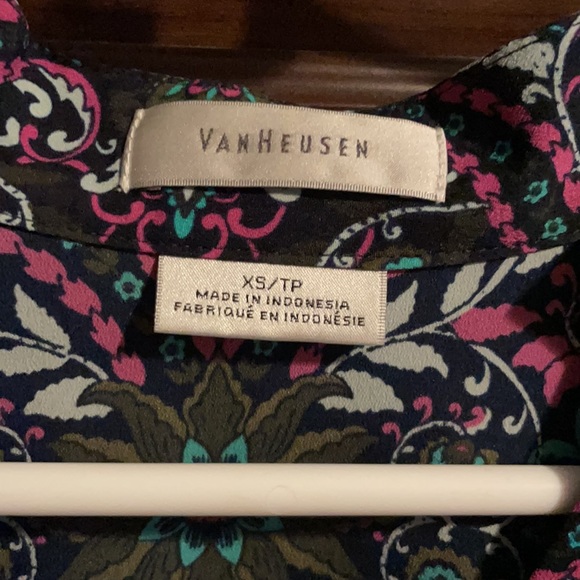 VANHEUSEN
XS/TP
MADE IN INDONESIA
FABRIQUÉ EN INDONÉSIE